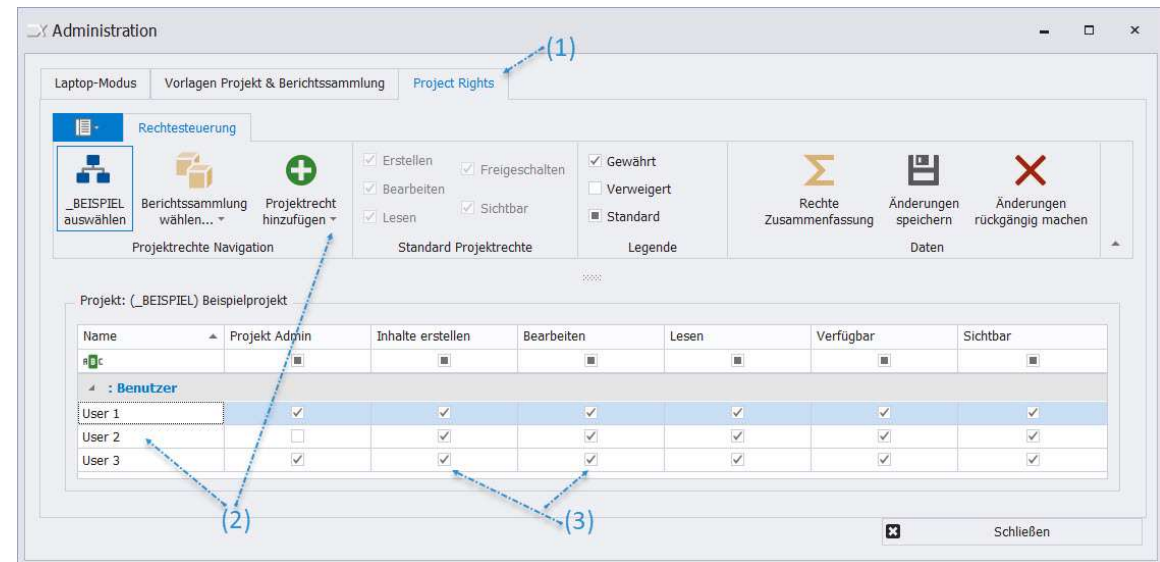 Administration
(1)
Laptop-Modus Vorlagen Projekt & Berichtssammlung Project Rights
Rechtesteuerung
_BEISPIEL auswählen
Berichtssammlung wählen...
Projektrecht hinzufügen
Projektrechte Navigation
Erstellen
Bearbeiten
Lesen
Freigeschalten
Sichtbar
Standard Projektrechte
Gewährt
Verweigert
Standard
Legende
Rechte Zusammenfassung
Änderungen speichern
Änderungen rückgängig machen
Daten
Projekt: (_BEISPIEL) Beispielprojekt
Name Projekt Admin Inhalte erstellen Bearbeiten Lesen Verfügbar Sichtbar
: Benutzer
User 1
User 2
User 3
(2)
(3)
Schließen